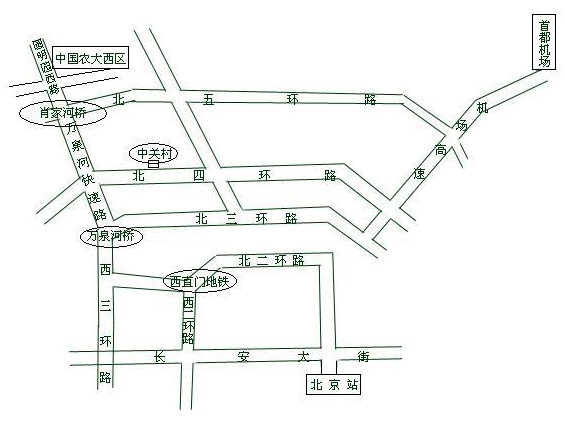 首都机场
圆明园西路
中国农大西区
北五环路
肖家河桥
机场高速
万泉河快速路
中关村
北四环路
北三环路
万泉河桥
北二环路
西三环路
西直门地铁
西二环路
长安大街
北京站